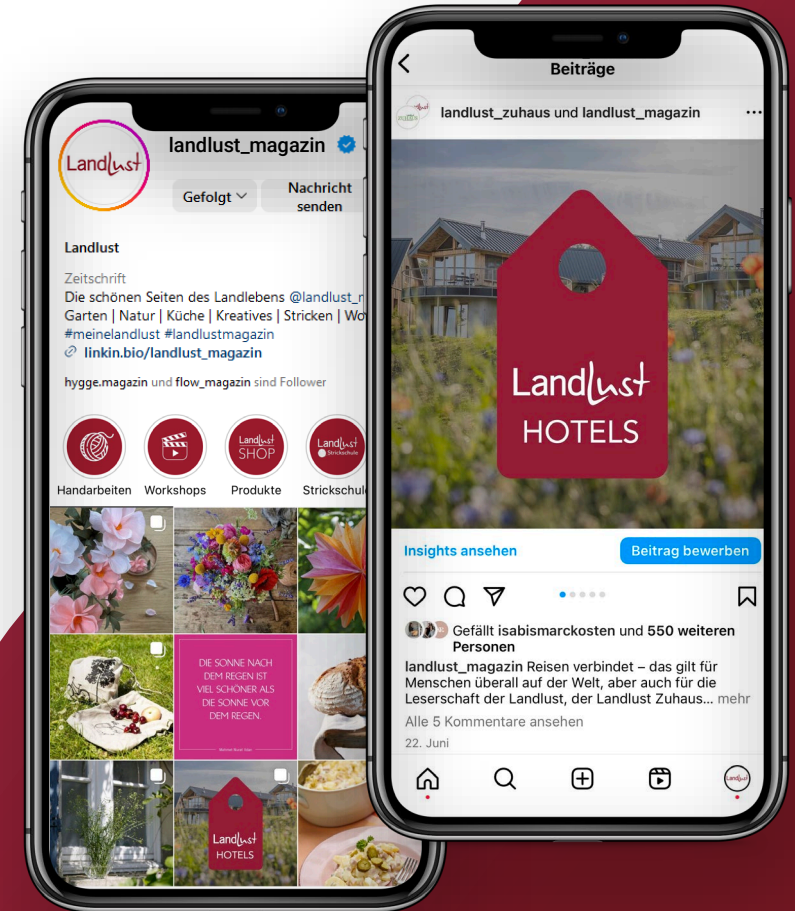 Landlust
landlust_magazin
Gefolgt
Nachricht
senden
Landlust
Zeitschrift
Die schönen Seiten des Landlebens @landlust_r
Garten | Natur | Küche | Kreatives | Stricken | Wo
#meinelandlust #landlustmagazin
linkin.bio/landlust_magazin
hygge.magazin und flow_magazin sind Follower
Landlust
SHOP
Landlust
Strickschule
Handarbeiten
Workshops
Produkte
Strickschule
DIE SONNE NACH
DEM REGEN IST
VIEL SCHÖNER ALS
DIE SONNE VOR
DEM REGEN.
Landlust
HOTELS
Beiträge
landlust_zuhaus und landlust_magazin
Landlust
HOTELS
Insights ansehen
Beitrag bewerben
Gefällt isabismarckosten und 550 weiteren
Personen
landlust_magazin Reisen verbindet – das gilt für
Menschen überall auf der Welt, aber auch für die
Leserschaft der Landlust, der Landlust Zuhaus... mehr
Alle 5 Kommentare ansehen
22. Juni
Landlust